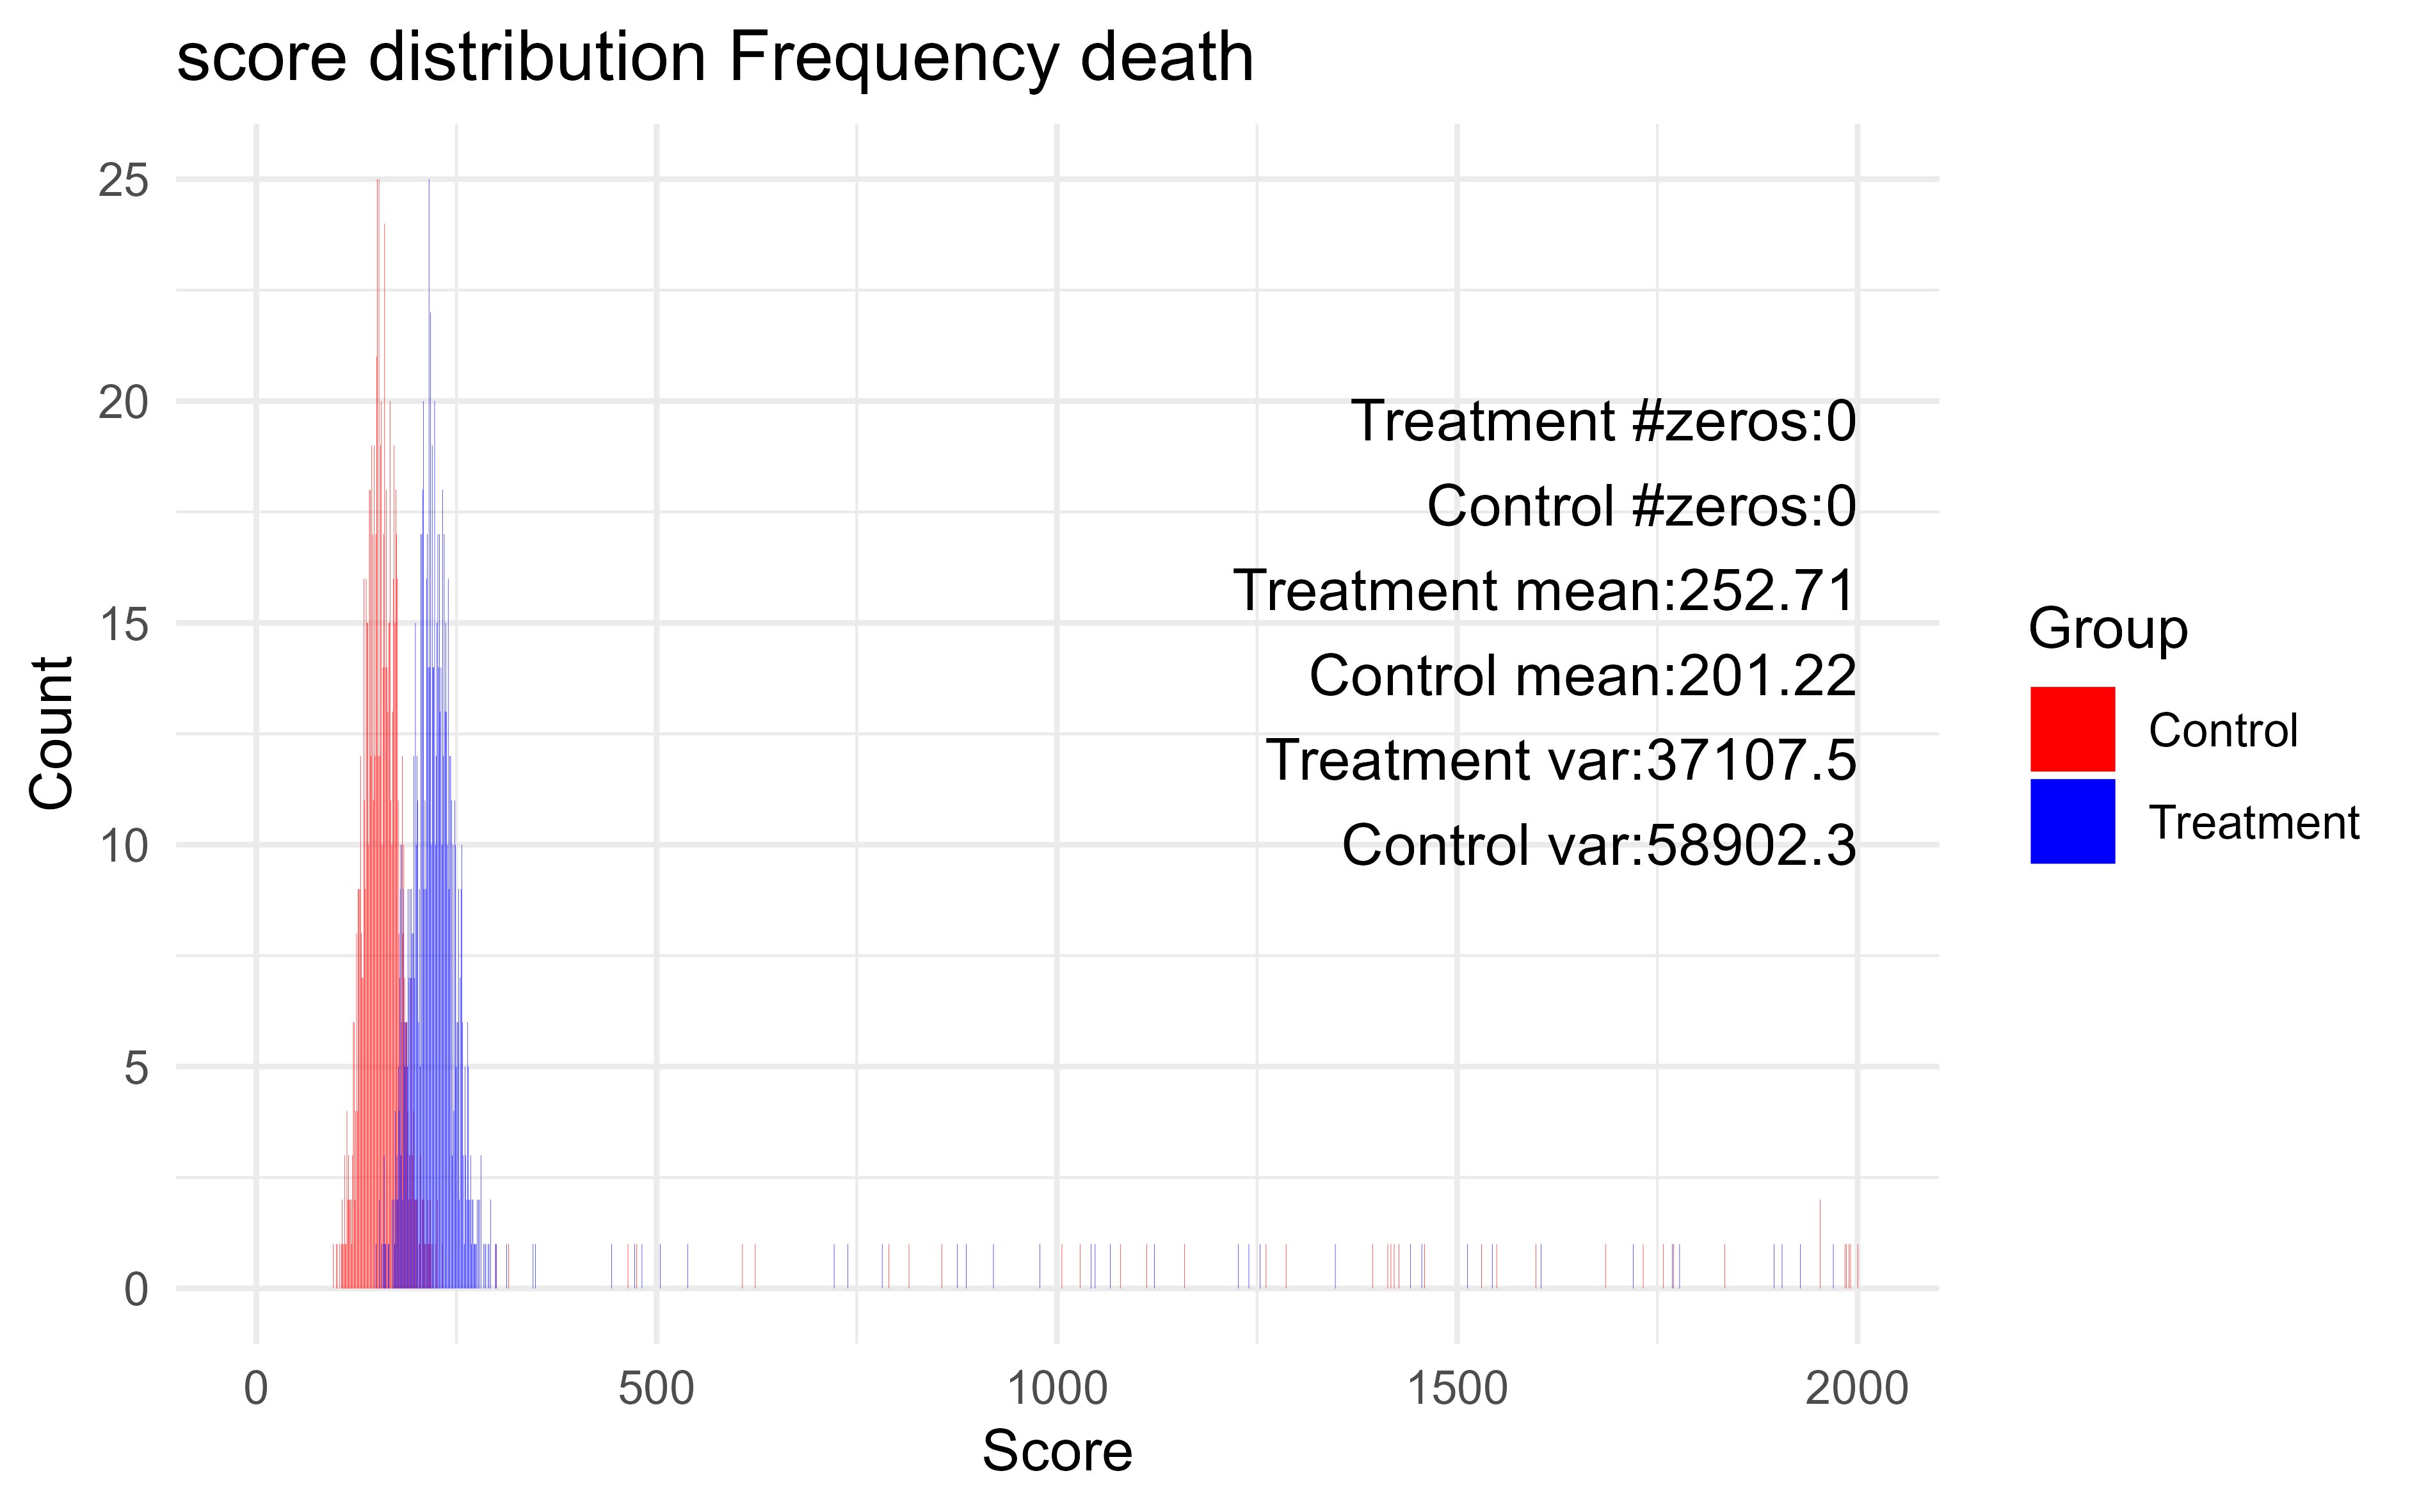 score distribution Frequency death
Count
25
20
15
10
5
0
Treatment #zeros:0
Control #zeros:0
Treatment mean:252.71
Control mean:201.22
Treatment var:37107.5
Control var:58902.3
Group
Control
Treatment
0 500 1000 1500 2000
Score